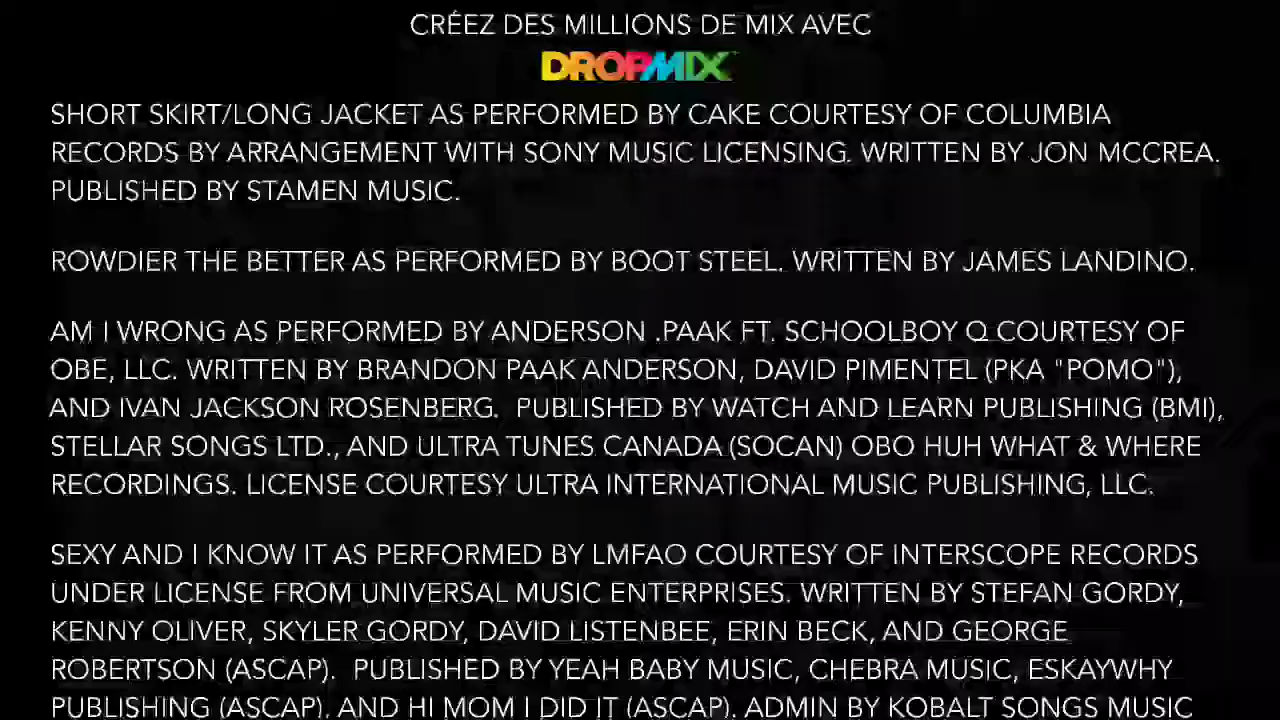 CRÉEZ DES MILLIONS DE MIX AVEC
DROPMIX™
SHORT SKIRT/LONG JACKET AS PERFORMED BY CAKE COURTESY OF COLUMBIA
RECORDS BY ARRANGEMENT WITH SONY MUSIC LICENSING. WRITTEN BY JON MCCREA.
PUBLISHED BY STAMEN MUSIC.
ROWDIER THE BETTER AS PERFORMED BY BOOT STEEL. WRITTEN BY JAMES LANDINO.
AM I WRONG AS PERFORMED BY ANDERSON .PAAK FT. SCHOOLBOY Q COURTESY OF
OBE, LLC. WRITTEN BY BRANDON PAAK ANDERSON, DAVID PIMENTEL (PKA "POMO"),
AND IVAN JACKSON ROSENBERG.  PUBLISHED BY WATCH AND LEARN PUBLISHING (BMI),
STELLAR SONGS LTD., AND ULTRA TUNES CANADA (SOCAN) OBO HUH WHAT & WHERE
RECORDINGS. LICENSE COURTESY ULTRA INTERNATIONAL MUSIC PUBLISHING, LLC.
SEXY AND I KNOW IT AS PERFORMED BY LMFAO COURTESY OF INTERSCOPE RECORDS
UNDER LICENSE FROM UNIVERSAL MUSIC ENTERPRISES. WRITTEN BY STEFAN GORDY,
KENNY OLIVER, SKYLER GORDY, DAVID LISTENBEE, ERIN BECK, AND GEORGE
ROBERTSON (ASCAP).  PUBLISHED BY YEAH BABY MUSIC, CHEBRA MUSIC, ESKAYWHY
PUBLISHING (ASCAP), AND HI MOM I DID IT (ASCAP). ADMIN BY KOBALT SONGS MUSIC